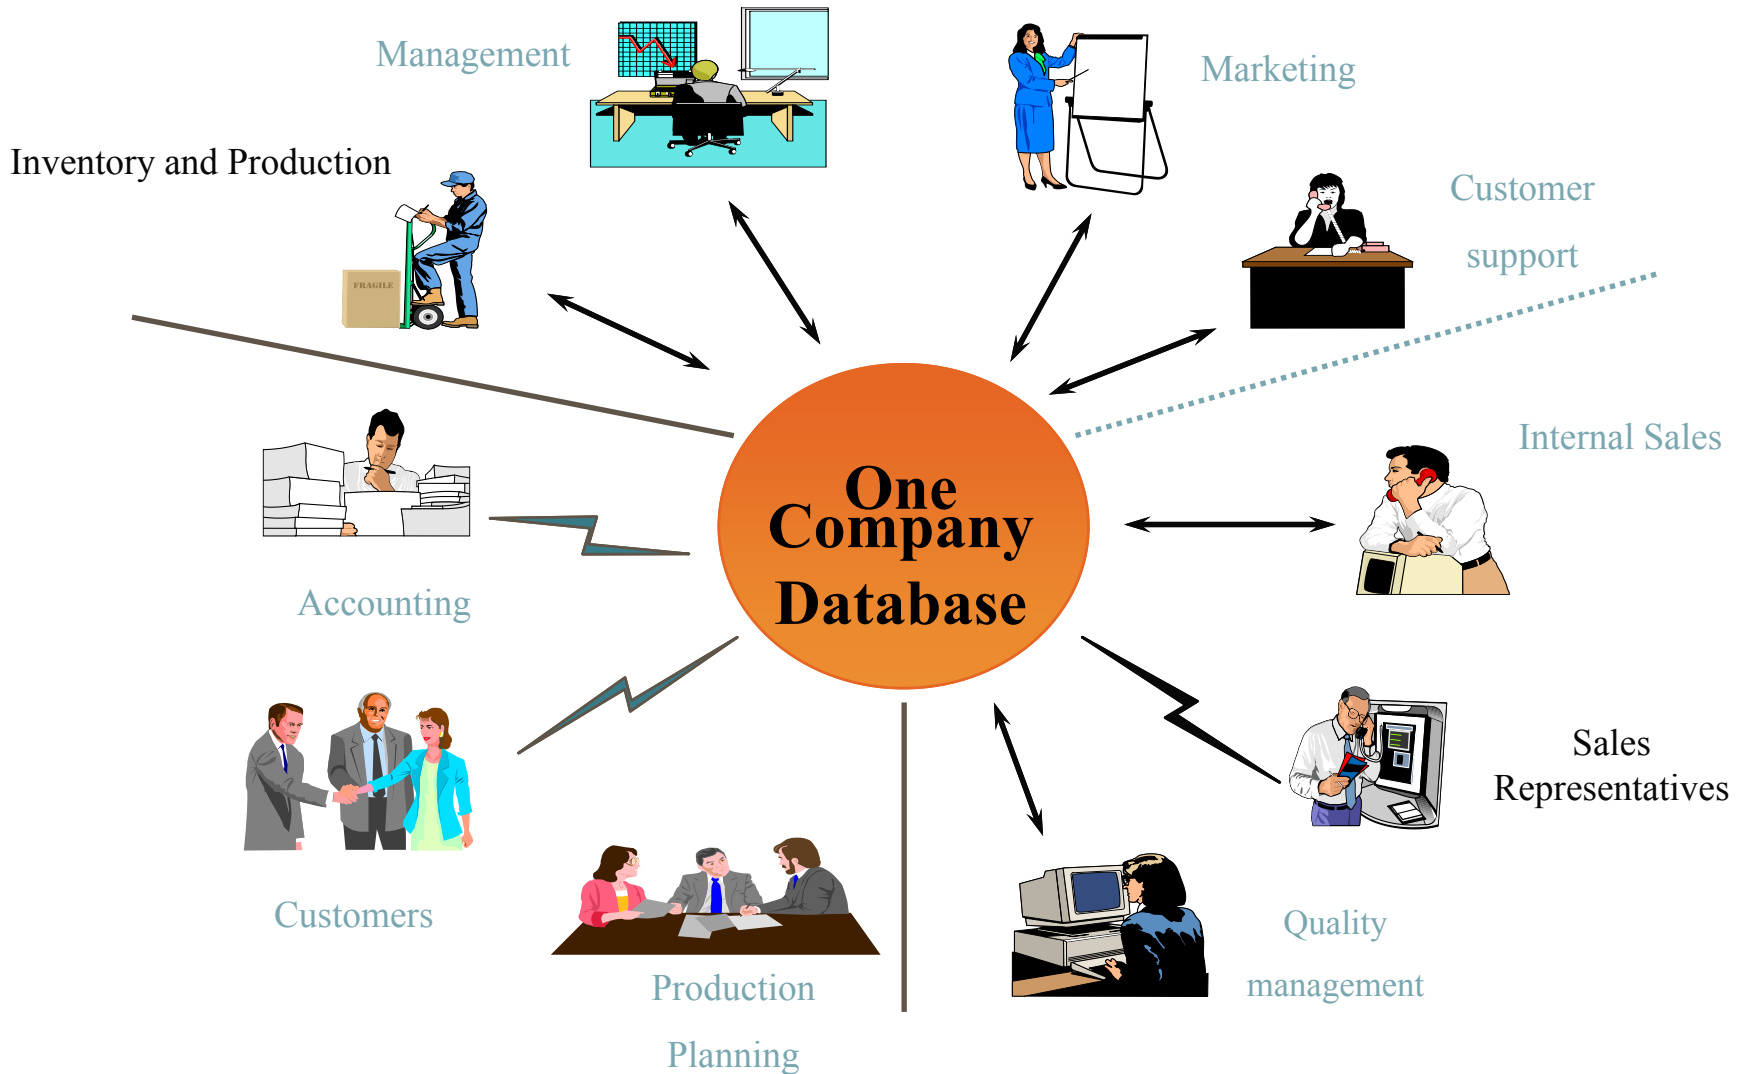 Management
Marketing
Inventory and Production
Customer
support
FRAGILE
Internal Sales
One
Company
Database
Accounting
Sales
Representatives
Customers
Quality
management
Production
Planning